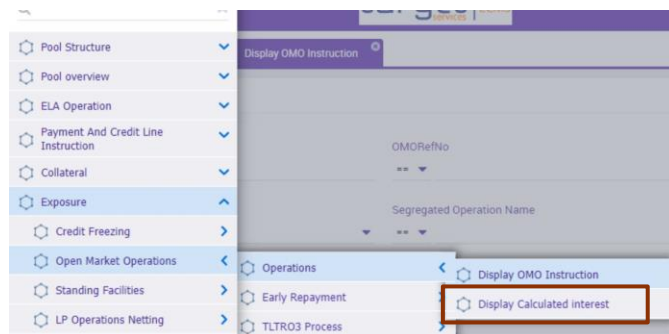 Target
services
Pool Structure
Display OMO Instruction
Pool overview
ELA Operation
Payment And Credit Line
Instruction
OMORefNo
==
Collateral
Exposure
Segregated Operation Name
==
Credit Freezing
Open Market Operations
Operations
Display OMO Instruction
Standing Facilities
Early Repayment
Display Calculated interest
LP Operations Netting
TLTRO3 Process